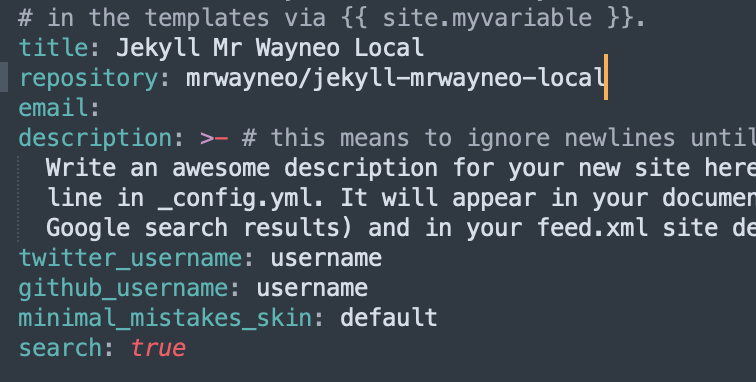 # in the templates via {{ site.myvariable }}.
title: Jekyll Mr Wayneo Local
repository: mrwayneo/jekyll-mrwayneo-local
email:
description: >- # this means to ignore newlines until
Write an awesome description for your new site here
line in _config.yml. It will appear in your documen
Google search results) and in your feed.xml site de
twitter_username: username
github_username: username
minimal_mistakes_skin: default
search: true